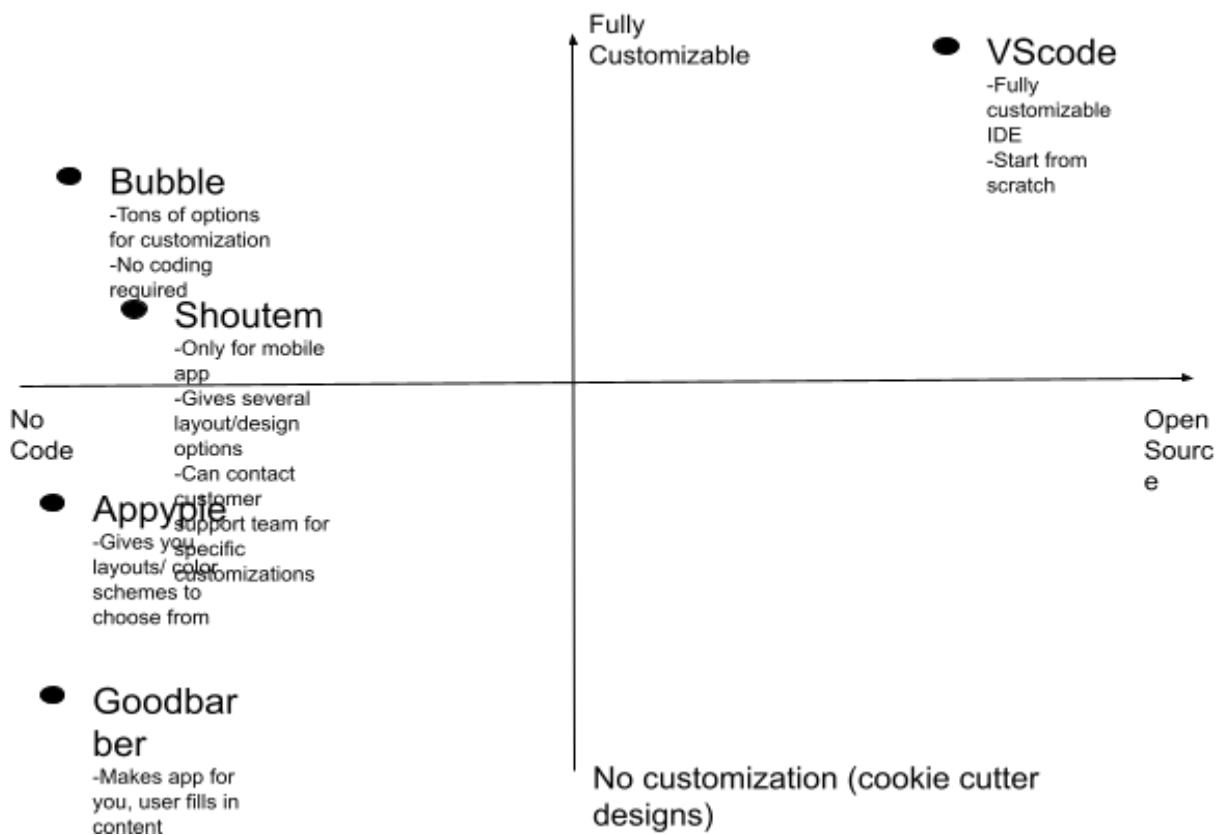 Fully
Customizable
VScode
-Fully
customizable
IDE
-Start from
scratch
Bubble
-Tons of options
for customization
-No coding
required
Shoutem
-Only for mobile
app
-Gives several
layout/design
options
-Can contact
customer
support team for
specific
customizations
No
Code
Open
Sourc
e
Appypie
-Gives you
layouts/ color
schemes to
choose from
Goodbar
ber
-Makes app for
you, user fills in
content
No customization (cookie cutter
designs)